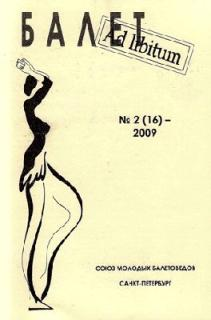 БАЛЕТ
Ad libitum
№ 2 (16) –
2009
СОЮЗ МОЛОДЫХ БАЛЕТОВЕДОВ
САНКТ-ПЕТЕРБУРГ